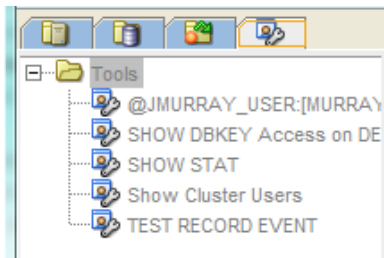 Tools
@JMURRAY_USER:[MURRAY
SHOW DBKEY Access on DE
SHOW STAT
Show Cluster Users
TEST RECORD EVENT